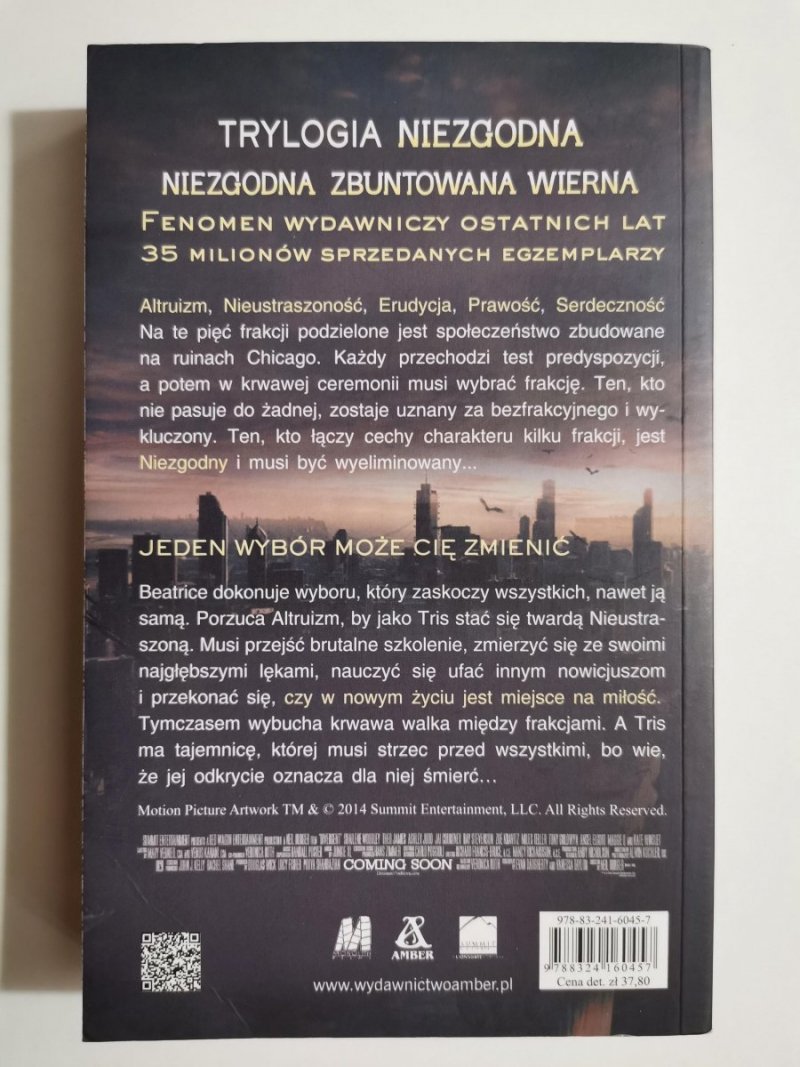 TRYLOGIA NIEZGODNA
NIEZGODNA ZBUNTOWANA WIERNA
FENOMEN WYDAWNICZY OSTATNICH LAT
35 MILIONÓW SPRZEDANYCH EGZEMPLARZY
Altruizm, Nieustraszoność, Erudycja, Prawość, Serdeczność
Na te pięć frakcji podzielone jest społeczeństwo zbudowane
na ruinach Chicago. Każdy przechodzi test predyspozycji,
a potem w krwawej ceremonii musi wybrać frakcję. Ten, kto
nie pasuje do żadnej, zostaje uznany za bezfrakcyjnego i wy-
kluczony. Ten, kto łączy cechy charakteru kilku frakcji, jest
Niezgodny i musi być wyeliminowany...
JEDEN WYBÓR MOŻE CIĘ ZMIENIĆ
Beatrice dokonuje wyboru, który zaskoczy wszystkich, nawet ją
samą. Porzuca Altruizm, by jako Tris stać się twardą Nieustra-
szoną. Musi przejść brutalne szkolenie, zmierzyć się ze swoimi
najgłębszymi lękami, nauczyć się ufać innym nowicjuszom
i przekonać się, czy w nowym życiu jest miejsce na miłość.
Tymczasem wybucha krwawa walka między frakcjami. A Tris
ma tajemnicę, której musi strzec przed wszystkimi, bo wie,
że jej odkrycie oznacza dla niej śmierć...
Motion Picture Artwork TM & © 2014 Summit Entertainment, LLC. All Rights Reserved.
COMING SOON
AMBER
SUMMIT
www.wydawnictwoamber.pl
978-83-241-6045-7
9788324160457
Cena det. zł 37,80